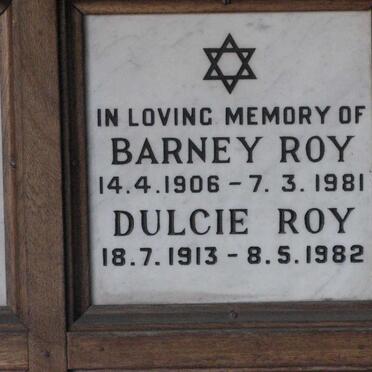 IN LOVING MEMORY OF
BARNEY ROY
14.4.1906 - 7. 3. 1981
DULCIE ROY
18.7.1913 - 8.5.1982